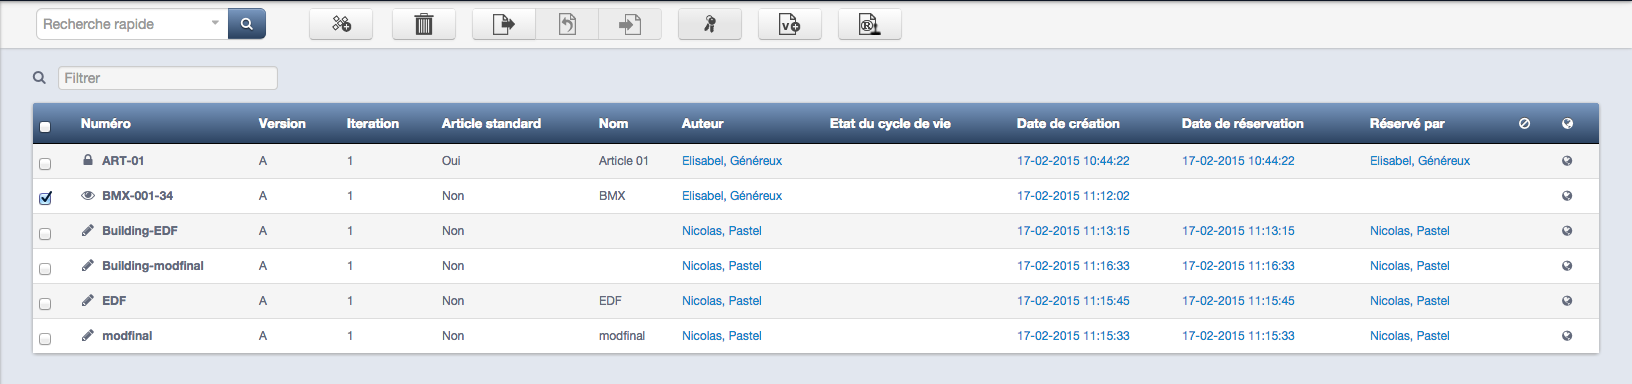 Recherche rapide
Filtrer
Numéro Version Iteration Article standard Nom Auteur Etat du cycle de vie Date de création Date de réservation Réservé par
ART-01 A 1 Oui Article 01 Elisabel, Généreux 17-02-2015 10:44:22 17-02-2015 10:44:22 Elisabel, Généreux
BMX-001-34 A 1 Non BMX Elisabel, Généreux 17-02-2015 11:12:02
Building-EDF A 1 Non Nicolas, Pastel 17-02-2015 11:13:15 17-02-2015 11:13:15 Nicolas, Pastel
Building-modfinal A 1 Non Nicolas, Pastel 17-02-2015 11:16:33 17-02-2015 11:16:33 Nicolas, Pastel
EDF A 1 Non EDF Nicolas, Pastel 17-02-2015 11:15:45 17-02-2015 11:15:45 Nicolas, Pastel
modfinal A 1 Non modfinal Nicolas, Pastel 17-02-2015 11:15:33 17-02-2015 11:15:33 Nicolas, Pastel